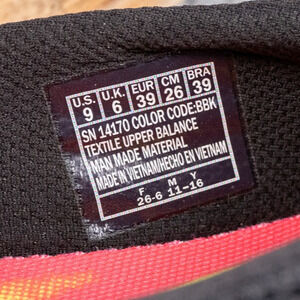 U.S. U.K. EUR CM BRA
9 6 39 26 39
SN 14170 COLOR CODE:BBK
TEXTILE UPPER BALANCE
MAN MADE MATERIAL
MADE IN VIETNAM/HECHO EN VIETNAM
F M Y
26-6 11-16